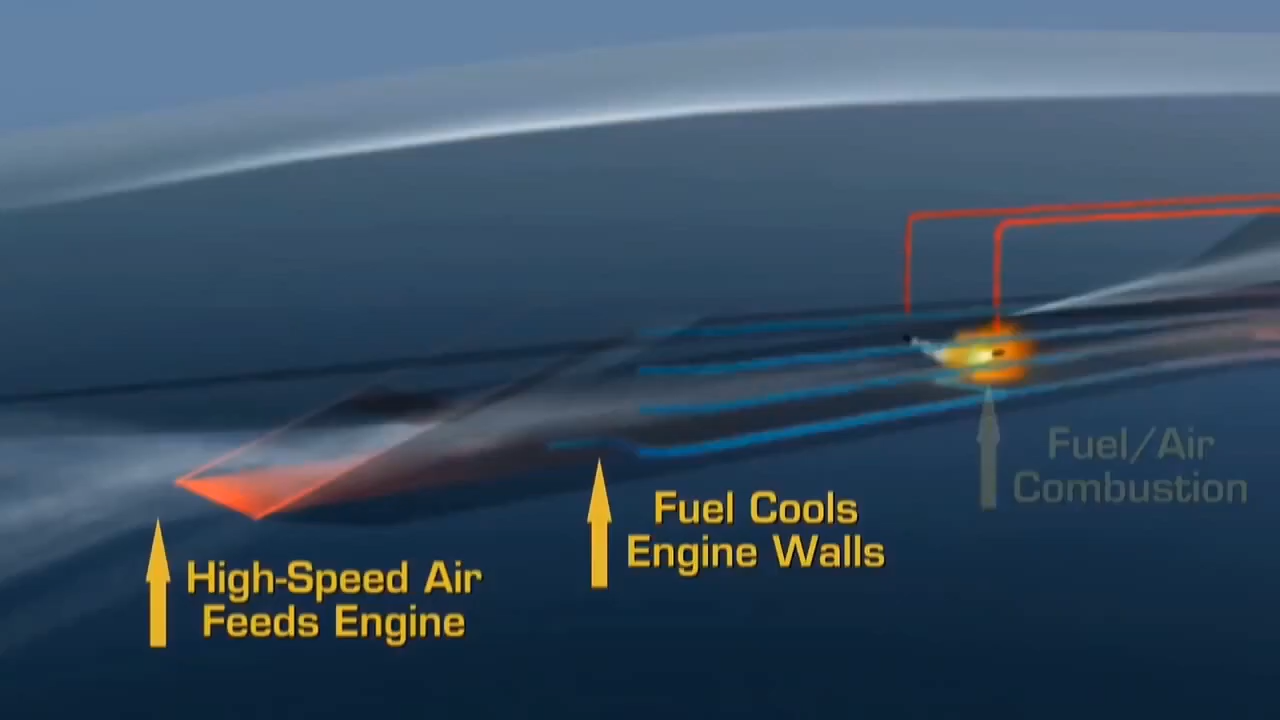 High-Speed Air
Feeds Engine
Fuel Cools
Engine Walls
Fuel/Air
Combustion